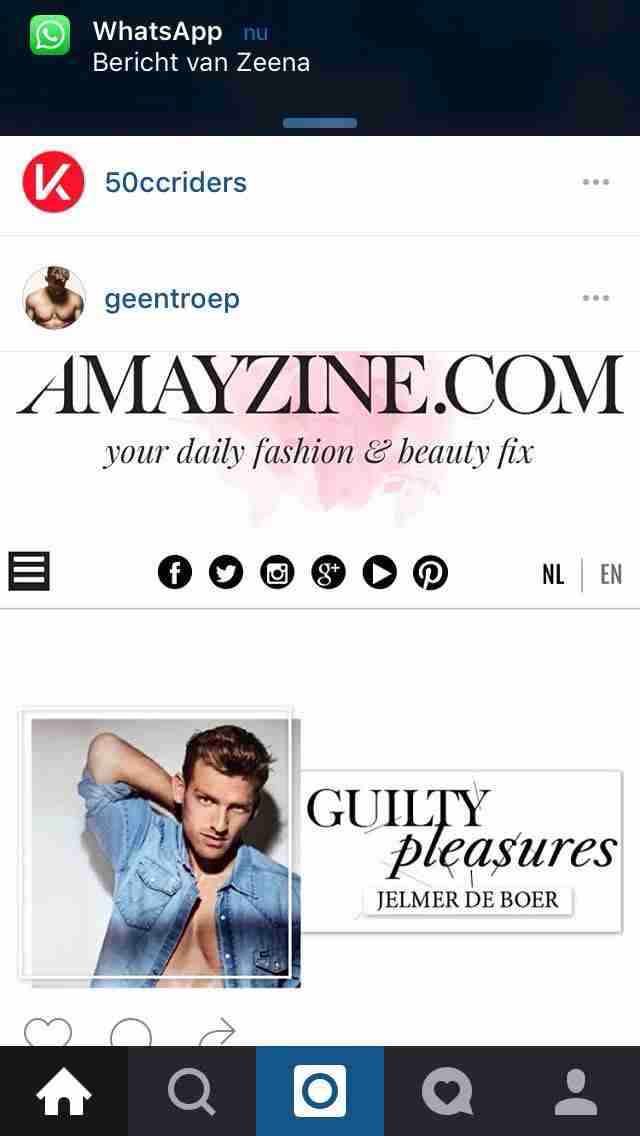 WhatsApp nu
Bericht van Zeena
50ccriders
geentroep
AMAYZINE.COM
your daily fashion & beauty fix
NL | EN
GUILTY
pleasures
JELMER DE BOER